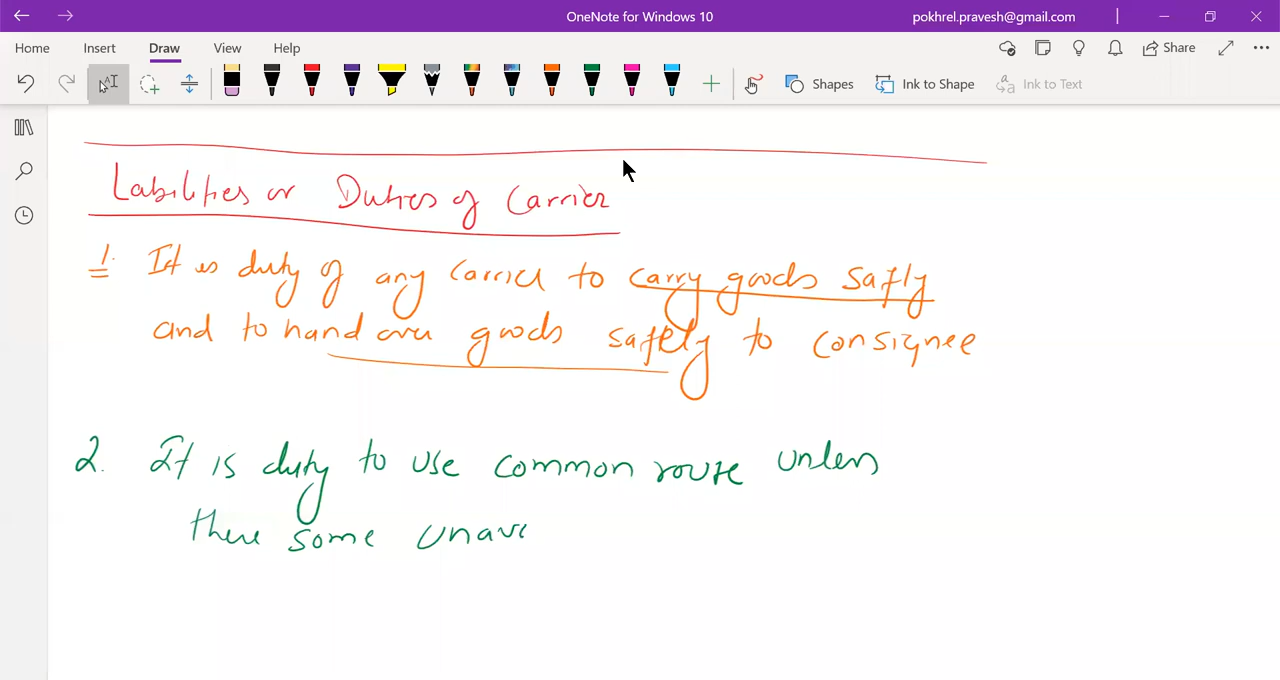 OneNote for Windows 10
pokhrel.pravesh@gmail.com
Home Insert Draw View Help
Share
Shapes Ink to Shape Ink to Text
Labilities or Duties of Carrier
1. It is duty of any carrier to carry goods safly
and to hand over goods safely to consignee
2. It is duty to use common route unless
there some unavo